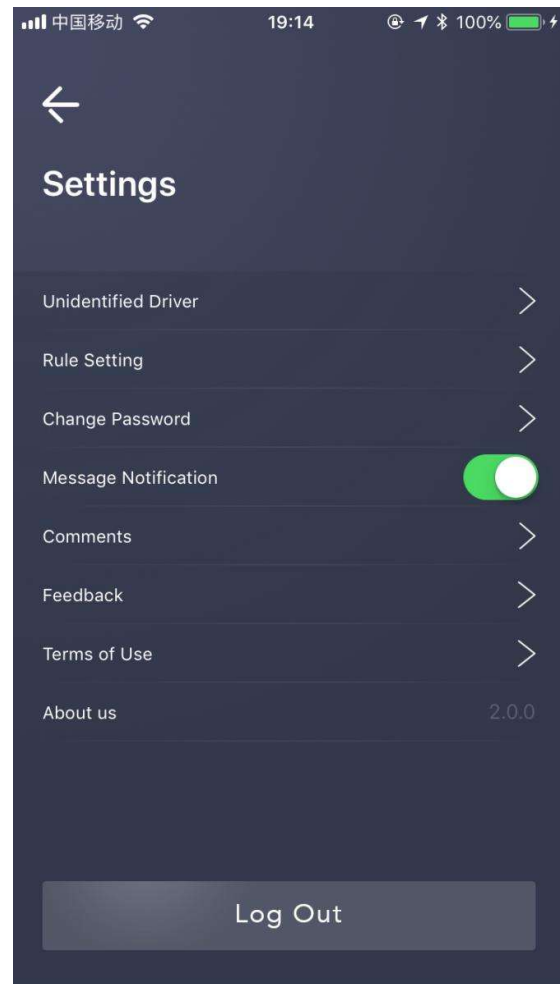 中国移动 19:14 100%
Settings
Unidentified Driver
Rule Setting
Change Password
Message Notification
Comments
Feedback
Terms of Use
About us 2.0.0
Log Out